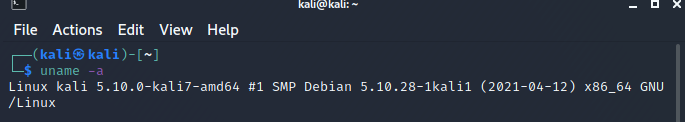 kali@kali: ~
File Actions Edit View Help
┌──(kali㉿kali)-[~]
└─$ uname -a
Linux kali 5.10.0-kali7-amd64 #1 SMP Debian 5.10.28-1kali1 (2021-04-12) x86_64 GNU
/Linux